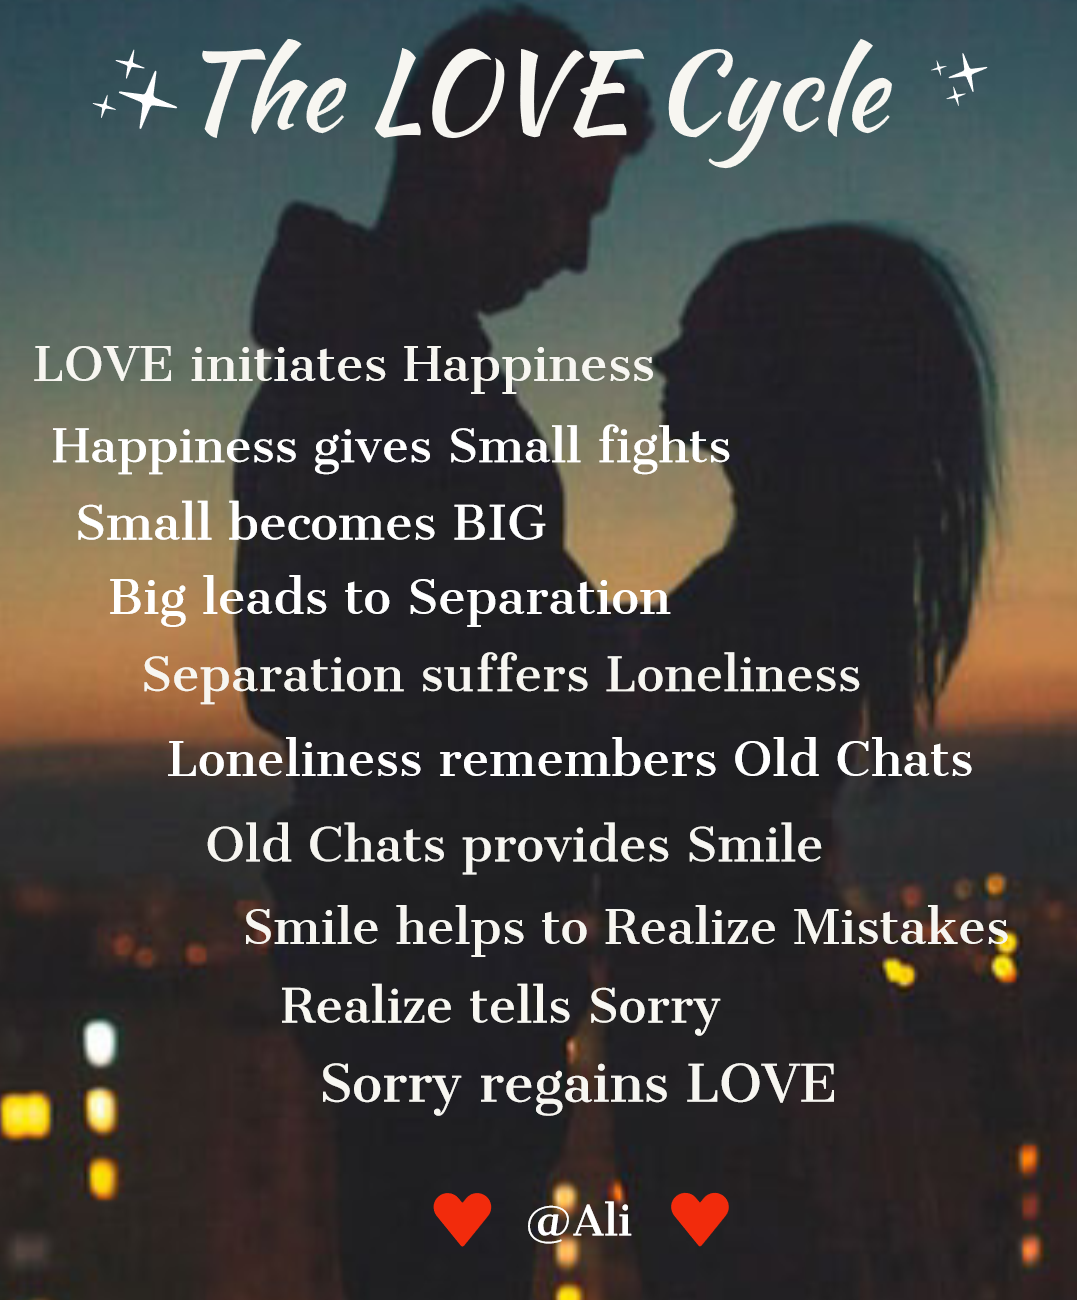 The LOVE Cycle
LOVE initiates Happiness
Happiness gives Small fights
Small becomes BIG
Big leads to Separation
Separation suffers Loneliness
Loneliness remembers Old Chats
Old Chats provides Smile
Smile helps to Realize Mistakes
Realize tells Sorry
Sorry regains LOVE
@Ali